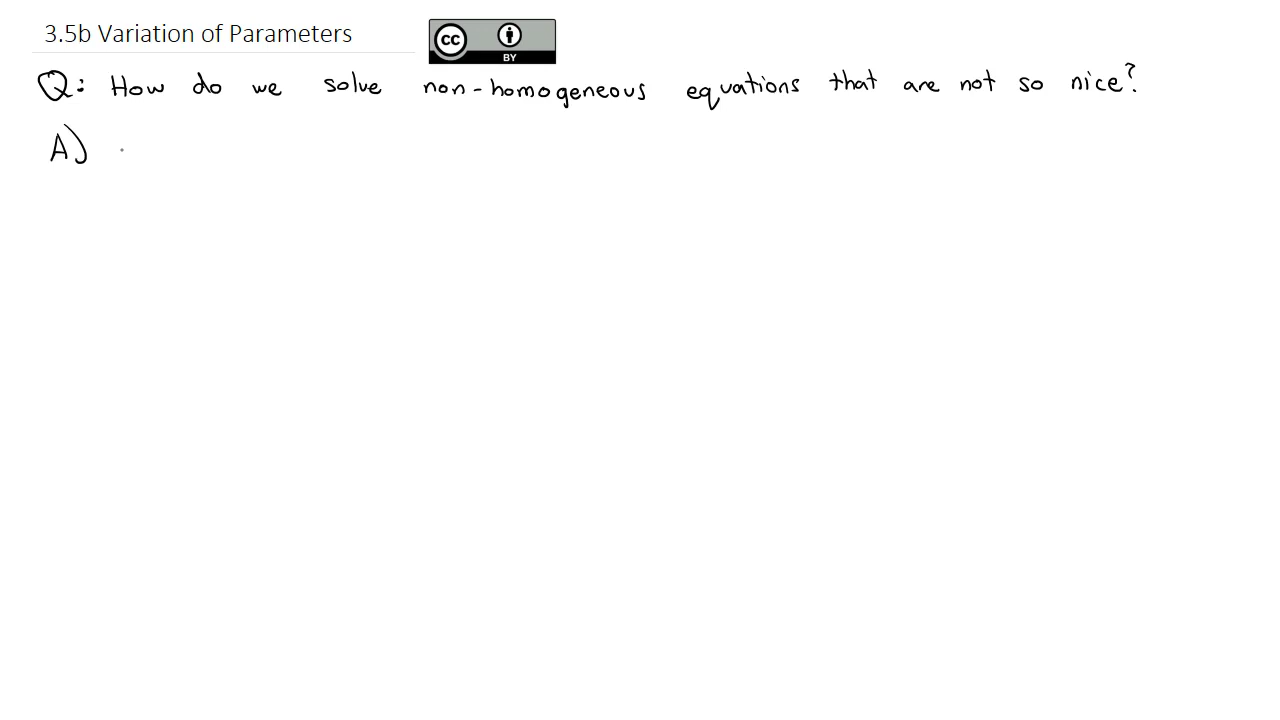 3.5b Variation of Parameters
CC BY
Q: How do we solve non-homogeneous equations that are not so nice?
A)